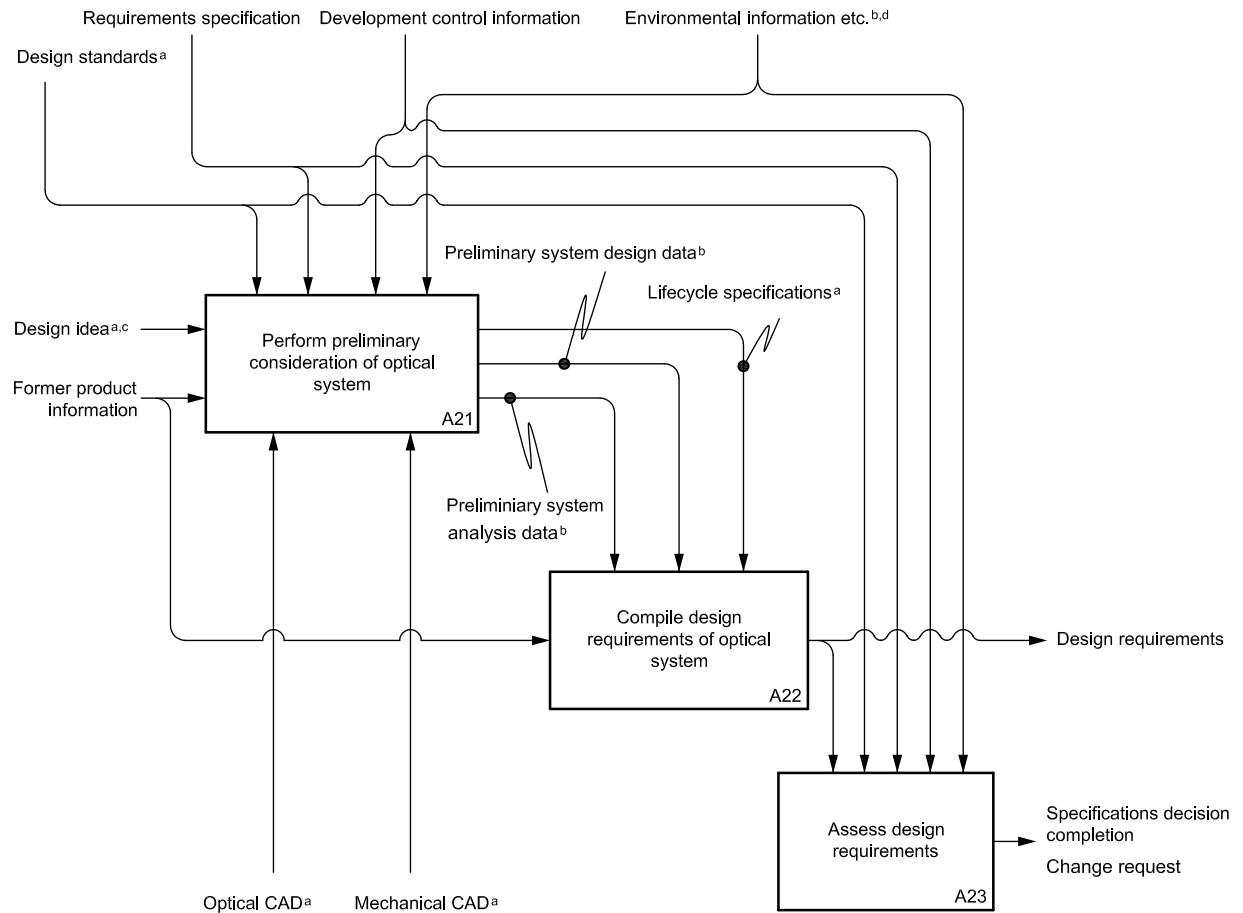 Requirements specification
Development control information
Environmental information etc.b,d
Design standardsa
Preliminary system design datab
Lifecycle specificationsa
Design ideaa,c
Perform preliminary
consideration of optical
system
A21
Former product
information
Preliminiary system
analysis datab
Compile design
requirements of optical
system
A22
Design requirements
Assess design
requirements
A23
Specifications decision
completion
Change request
Optical CADa
Mechanical CADa